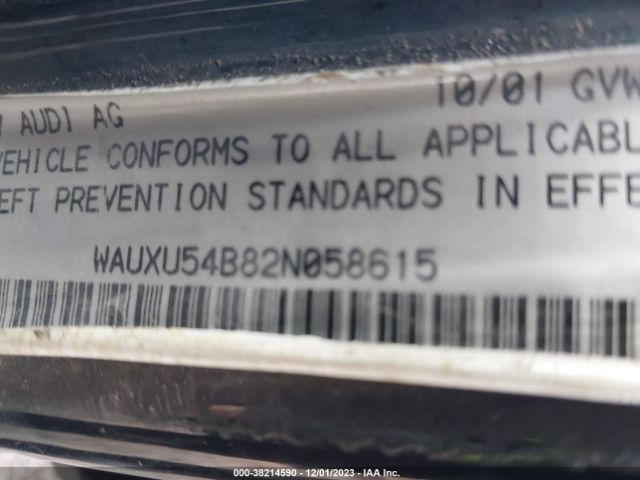 AUDI AG 10/01 GVW
VEHICLE CONFORMS TO ALL APPLICABL
EFT PREVENTION STANDARDS IN EFFE
WAUXU54B82N058615
000-38214590 - 12/01/2023 - IAA Inc.